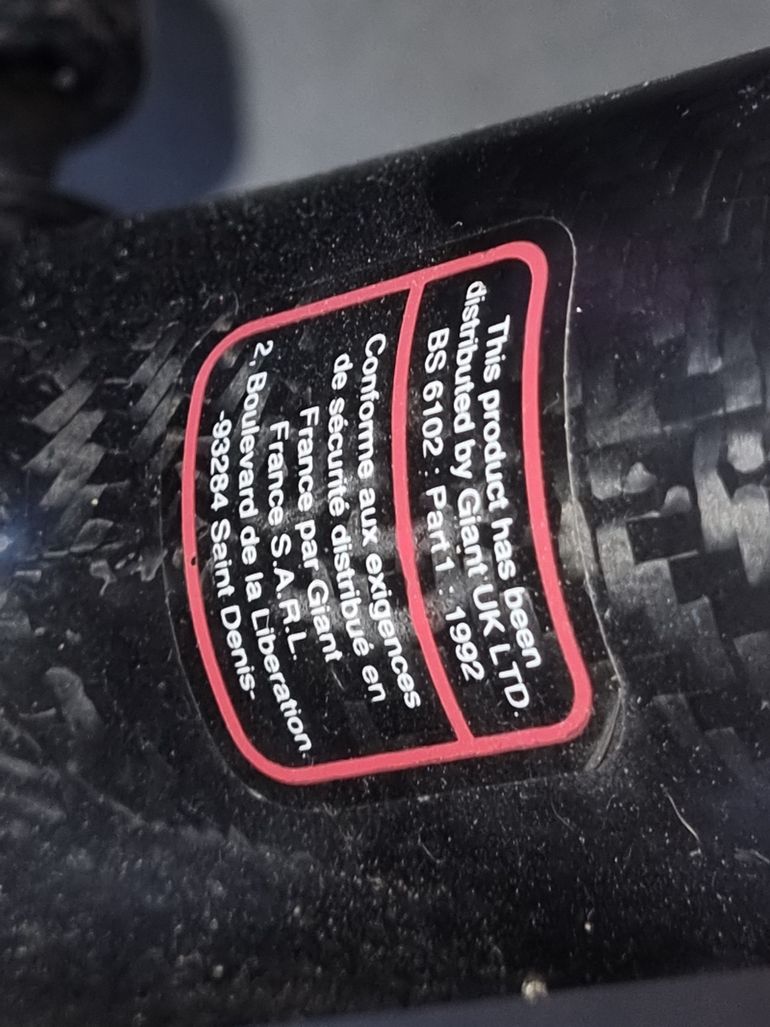 This product has been
distributed by Giant UK LTD.
BS 6102 : Part 1 : 1992
Conforme aux exigences
de sécurité distribué en
France par Giant
France S.A.R.L.
2, Boulevard de la Liberation
-93284 Saint Denis-